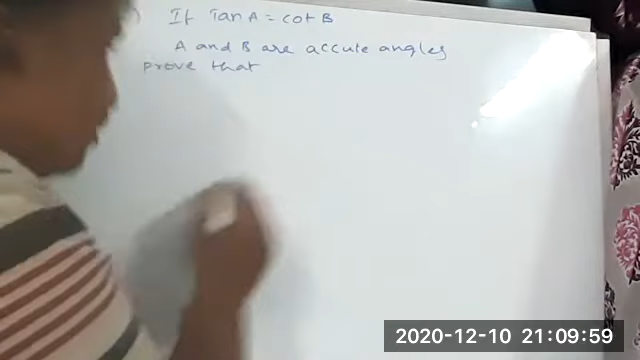 ) If Tan A = cot B
A and B are accute angles
prove that
2020-12-10 21:09:59